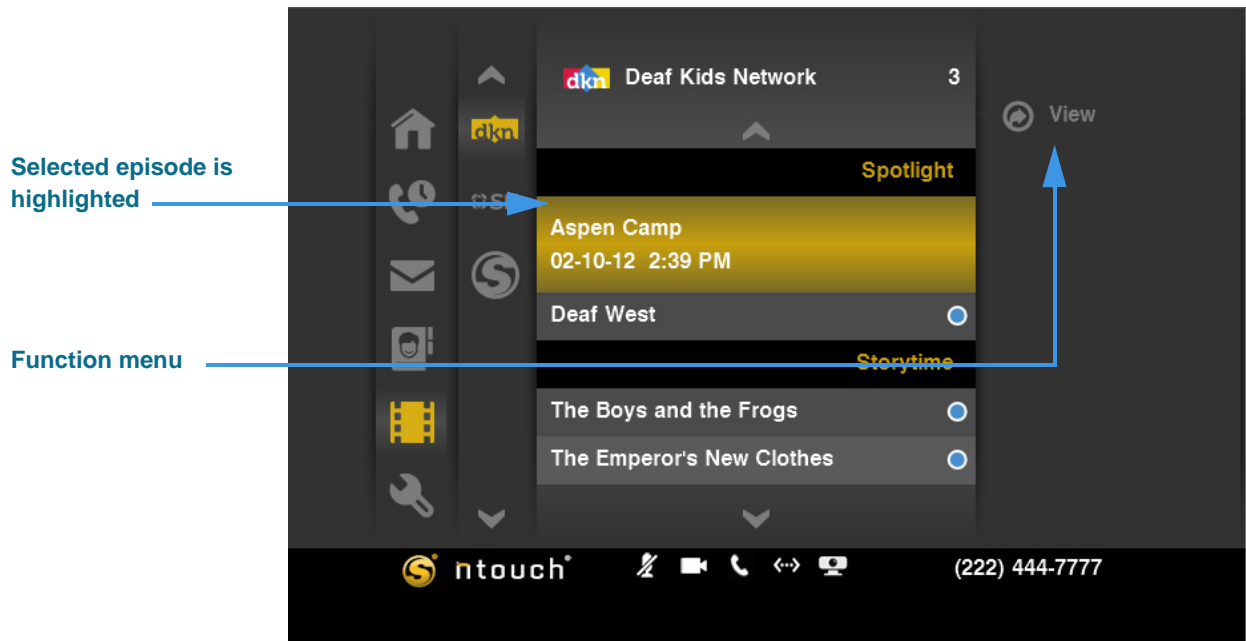 dkn Deaf Kids Network 3
dkn
View
Selected episode is
highlighted
Spotlight
Aspen Camp
02-10-12 2:39 PM
Deaf West
Function menu
Storytime
The Boys and the Frogs
The Emperor's New Clothes
S ntouch (222) 444-7777